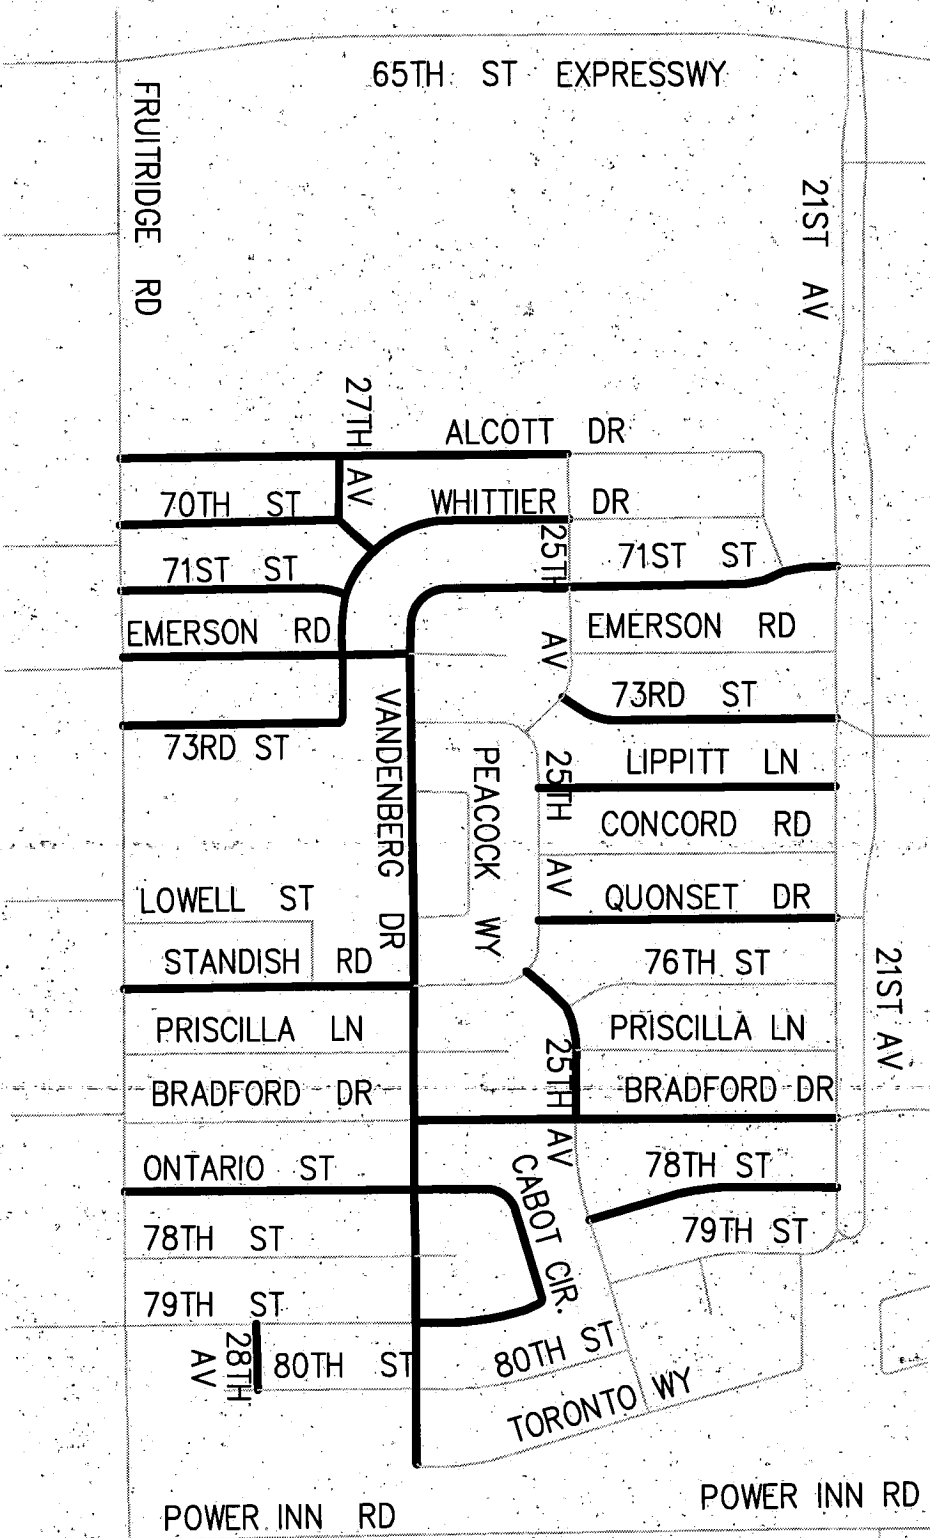 65TH ST EXPRESSWY
FRUITRIDGE RD
21ST AV
27TH AV
ALCOTT DR
70TH ST
WHITTIER DR
25TH AV
71ST ST
71ST ST
EMERSON RD
EMERSON RD
73RD ST
73RD ST
VANDENBERG DR
PEACOCK WY
25TH AV
LIPPITT LN
CONCORD RD
LOWELL ST
QUONSET DR
STANDISH RD
76TH ST
21ST AV
PRISCILLA LN
PRISCILLA LN
25TH AV
BRADFORD DR
BRADFORD DR
ONTARIO ST
CABOT CIR.
78TH ST
78TH ST
79TH ST
79TH ST
28TH AV
80TH ST
80TH ST
TORONTO WY
POWER INN RD
POWER INN RD